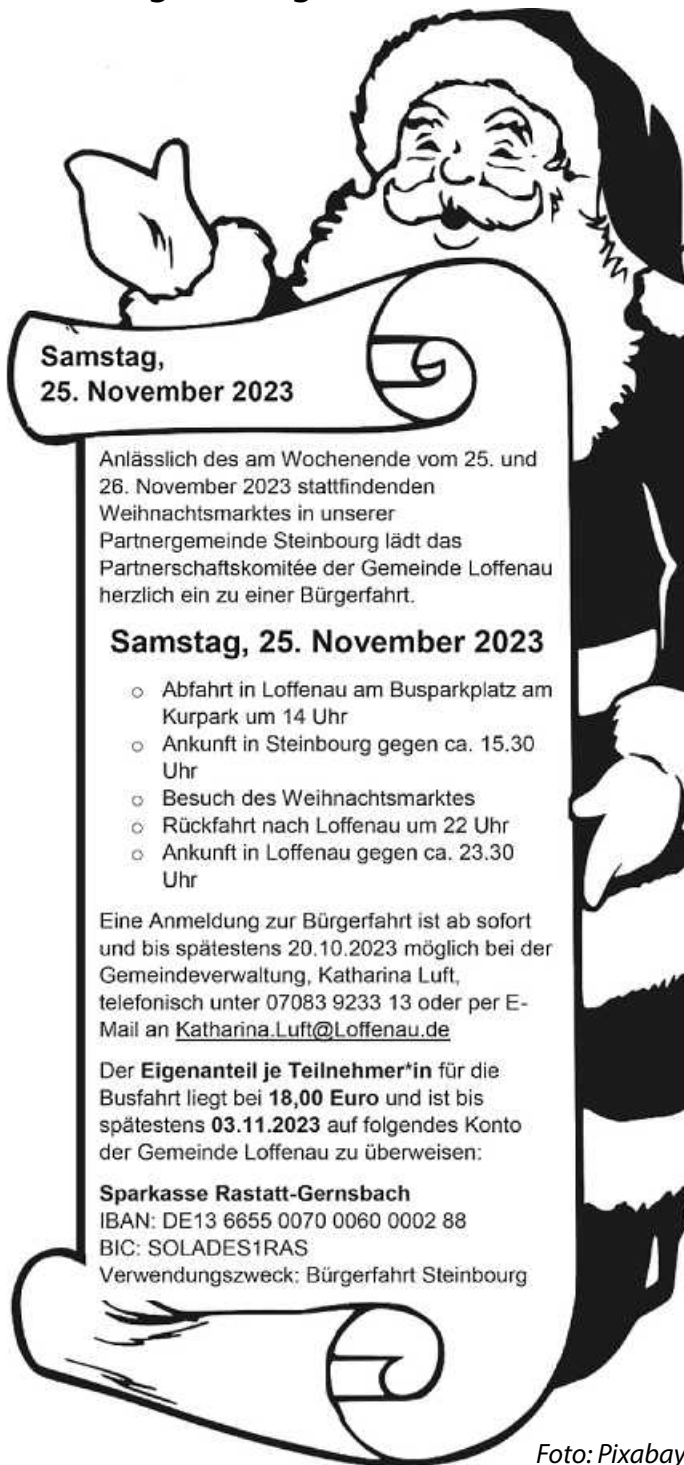 Samstag,
25. November 2023
Anlässlich des am Wochenende vom 25. und
26. November 2023 stattfindenden
Weihnachtsmarktes in unserer
Partnergemeinde Steinbourg lädt das
Partnerschaftskomitée der Gemeinde Loffenau
herzlich ein zu einer Bürgerfahrt.
Samstag, 25. November 2023
○ Abfahrt in Loffenau am Busparkplatz am
Kurpark um 14 Uhr
○ Ankunft in Steinbourg gegen ca. 15.30
Uhr
○ Besuch des Weihnachtsmarktes
○ Rückfahrt nach Loffenau um 22 Uhr
○ Ankunft in Loffenau gegen ca. 23.30
Uhr
Eine Anmeldung zur Bürgerfahrt ist ab sofort
und bis spätestens 20.10.2023 möglich bei der
Gemeindeverwaltung, Katharina Luft,
telefonisch unter 07083 9233 13 oder per E-
Mail an Katharina.Luft@Loffenau.de
Der Eigenanteil je Teilnehmer*in für die
Busfahrt liegt bei 18,00 Euro und ist bis
spätestens 03.11.2023 auf folgendes Konto
der Gemeinde Loffenau zu überweisen:
Sparkasse Rastatt-Gernsbach
IBAN: DE13 6655 0070 0060 0002 88
BIC: SOLADES1RAS
Verwendungszweck: Bürgerfahrt Steinbourg
Foto: Pixabay